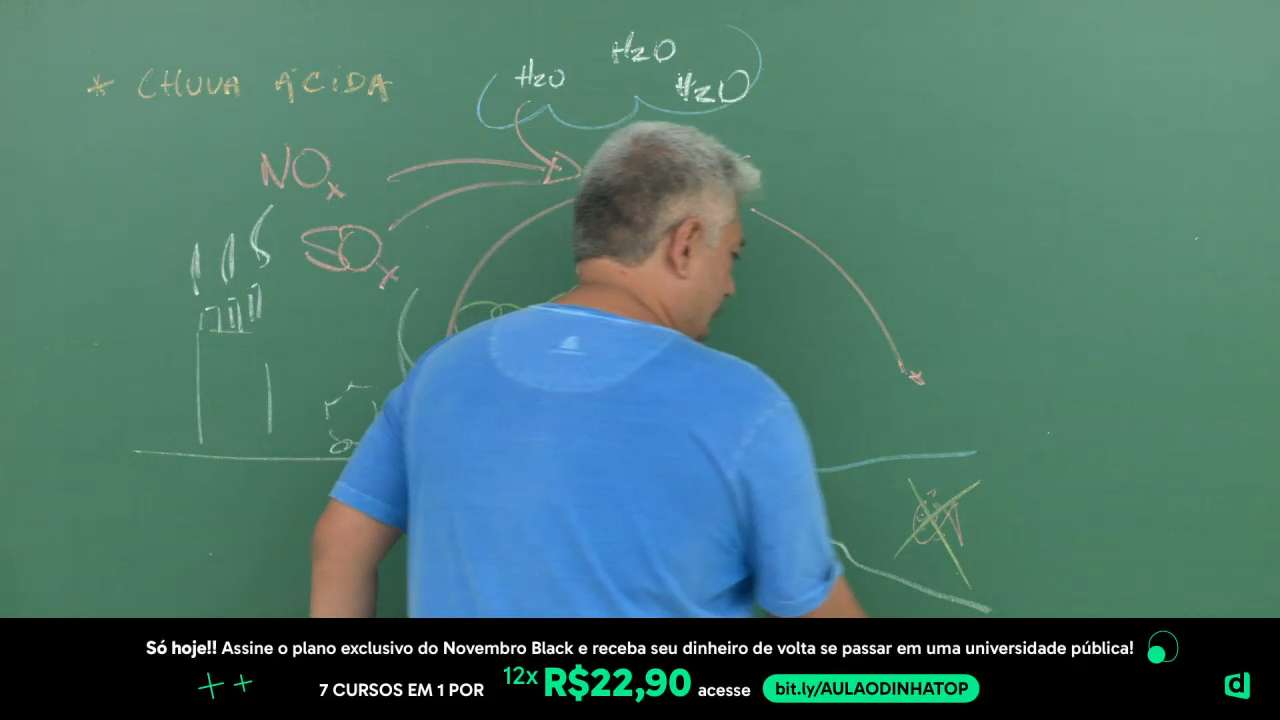 * CHUVA ÁCIDA
H2O
H2O
H2O
NOx
SOx
Só hoje!! Assine o plano exclusivo do Novembro Black e receba seu dinheiro de volta se passar em uma universidade pública!
7 CURSOS EM 1 POR 12x R$22,90 acesse bit.ly/AULAODINHATOP
d